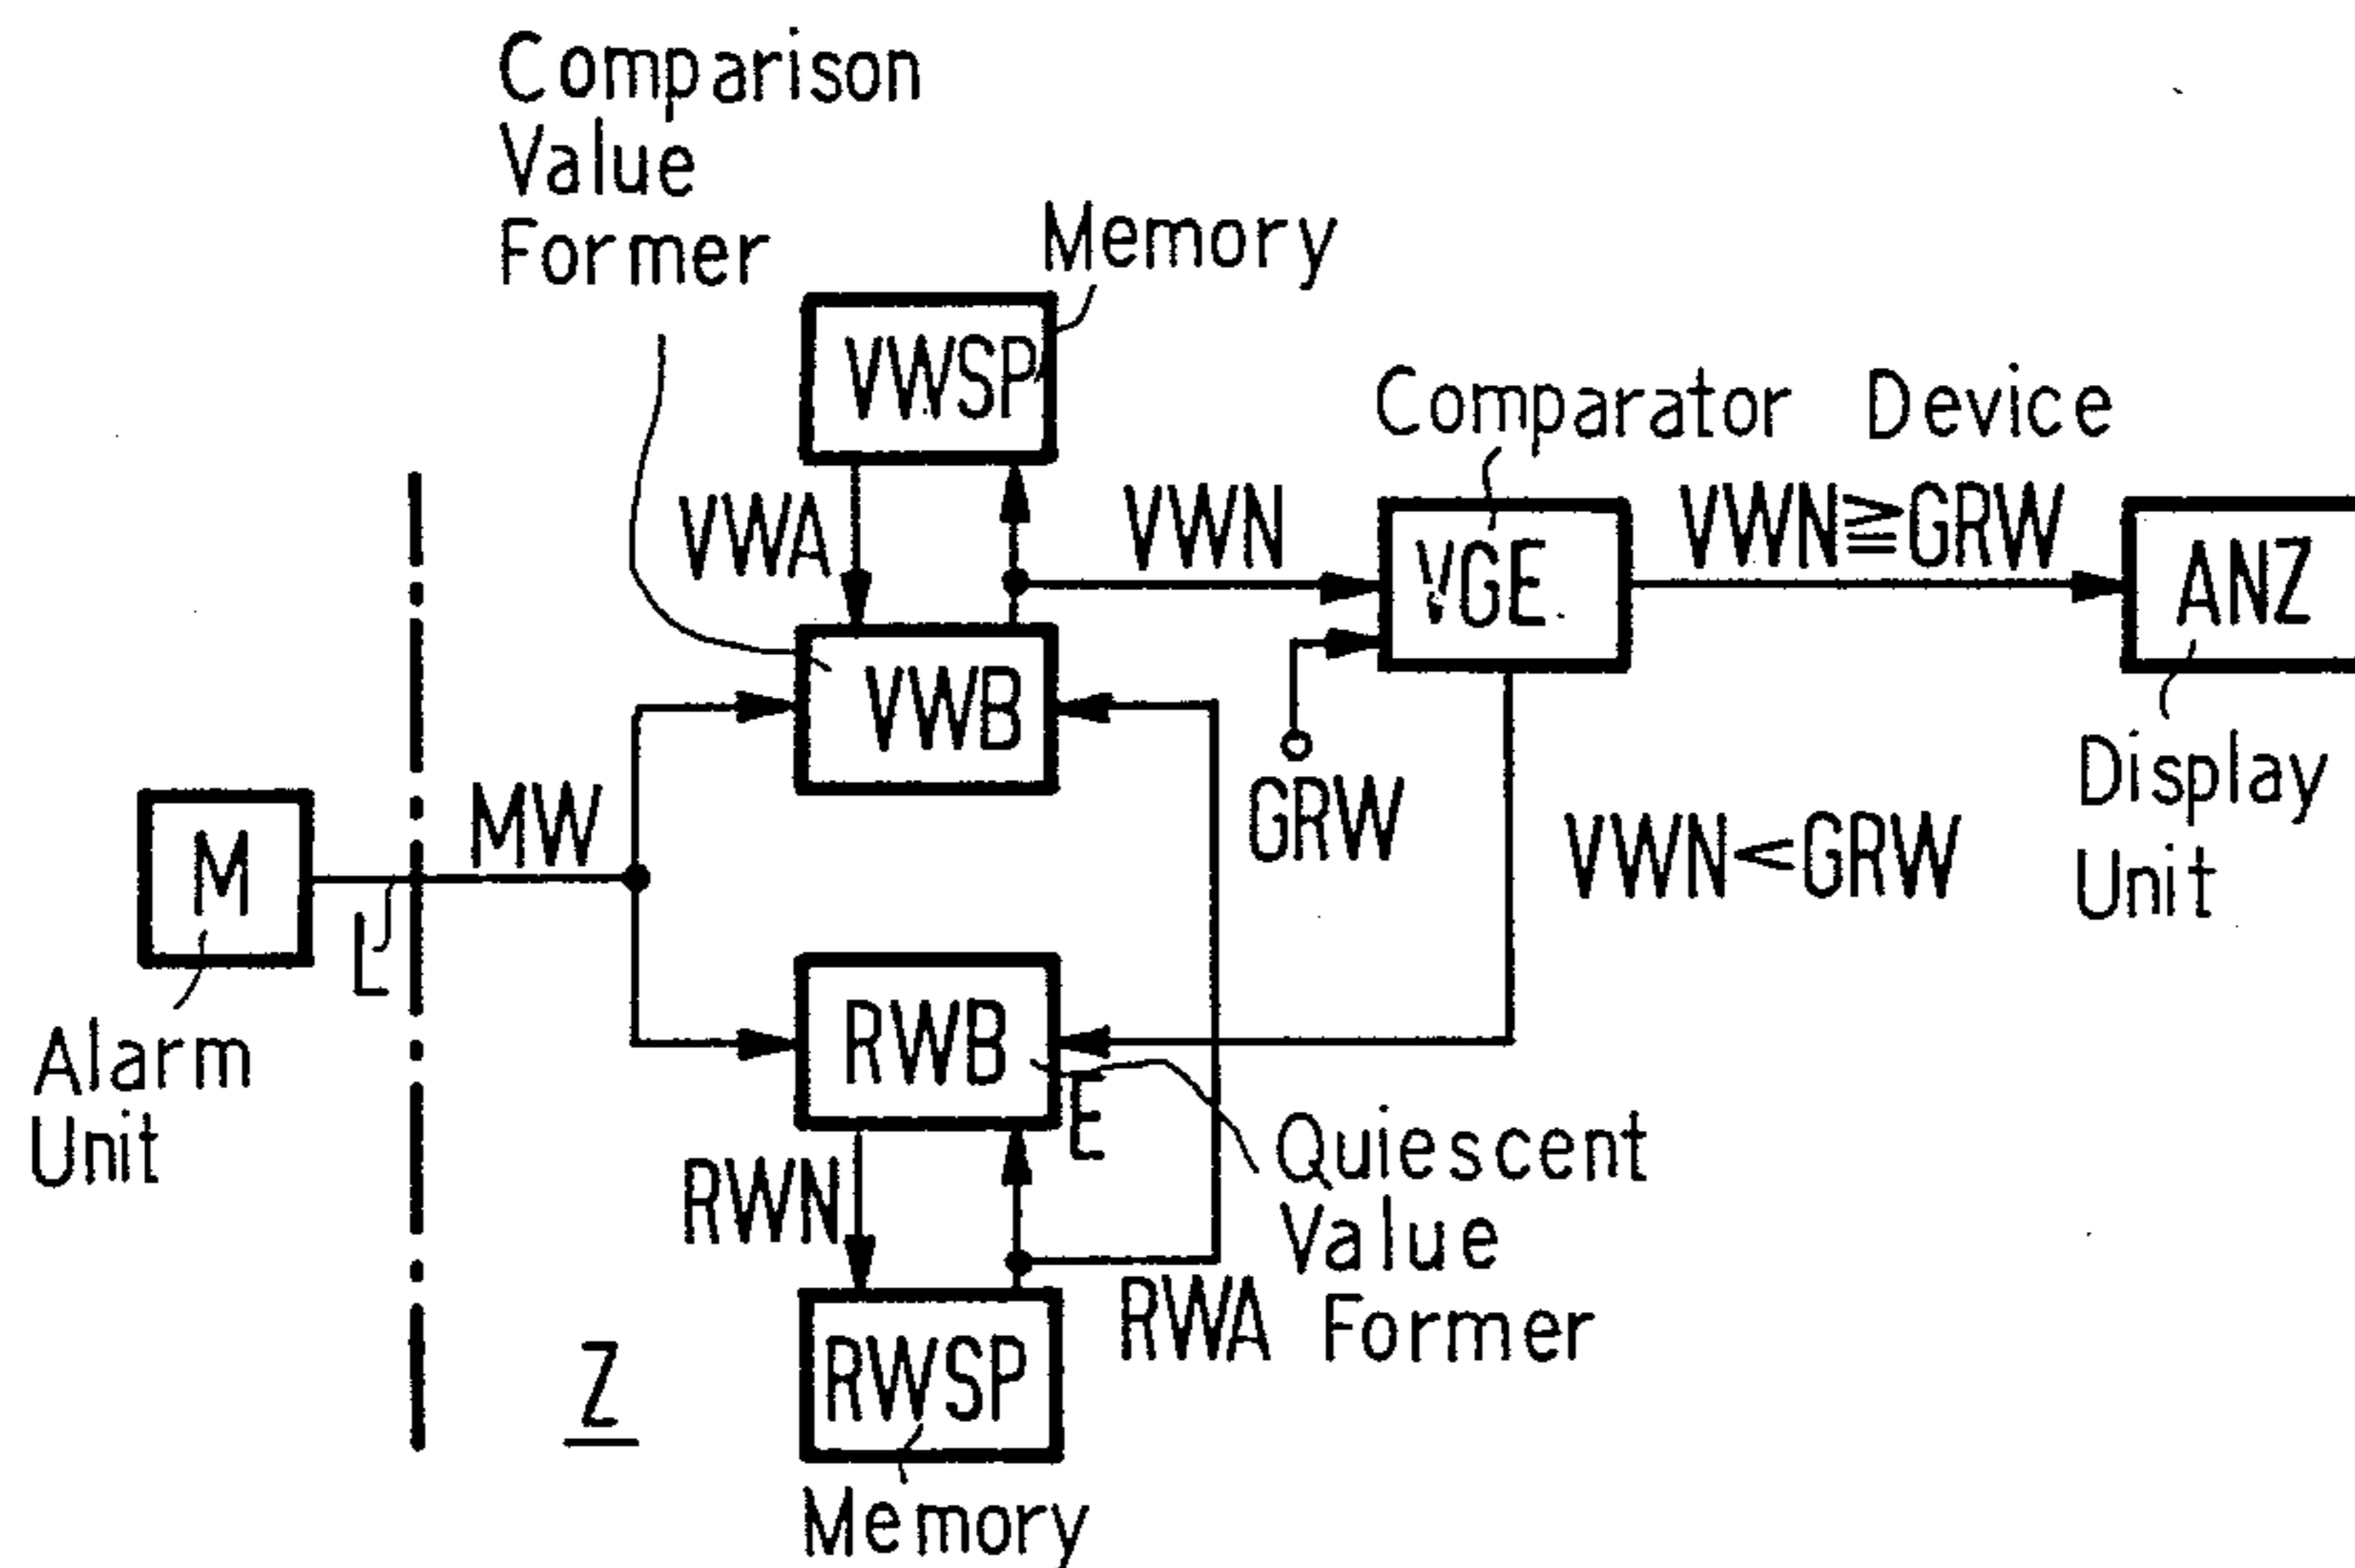 Comparison
Value
Former
Memory
VWSP
Comparator Device
VWA
VWN
VWN≧GRW
VGE
ANZ
VWB
GRW
Display
Unit
MW
M
VWN<GRW
L
RWB
Alarm
Unit
E
Quiescent
Value
Former
RWN
RWA
RWSP
Z
Memory